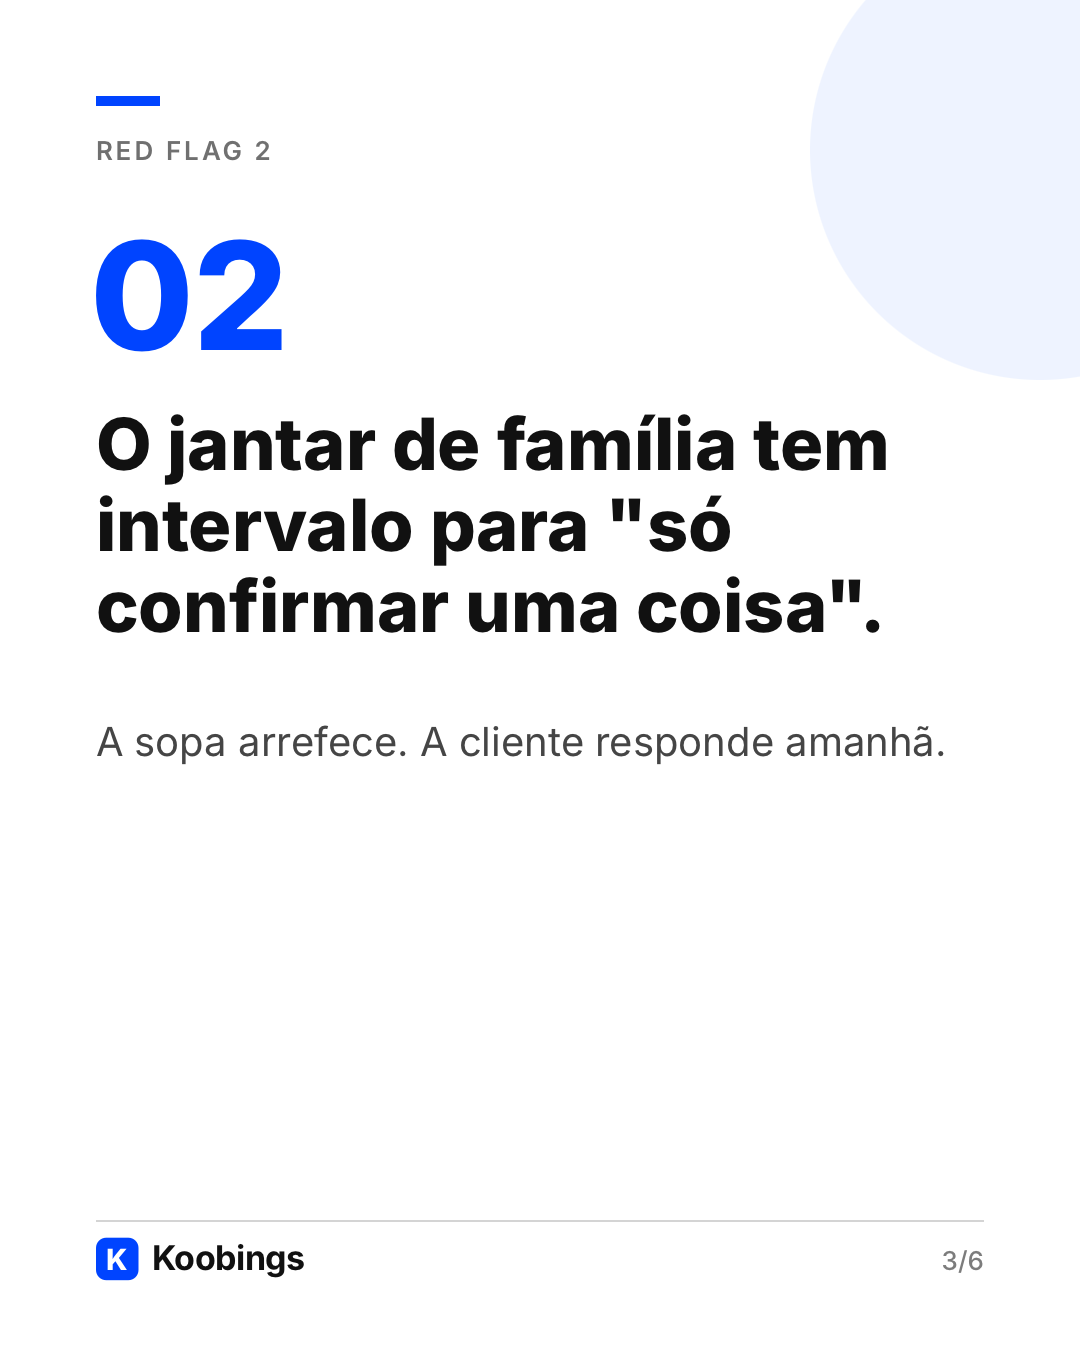 RED FLAG 2
02
O jantar de família tem
intervalo para "só
confirmar uma coisa".
A sopa arrefece. A cliente responde amanhã.
K Koobings
3/6